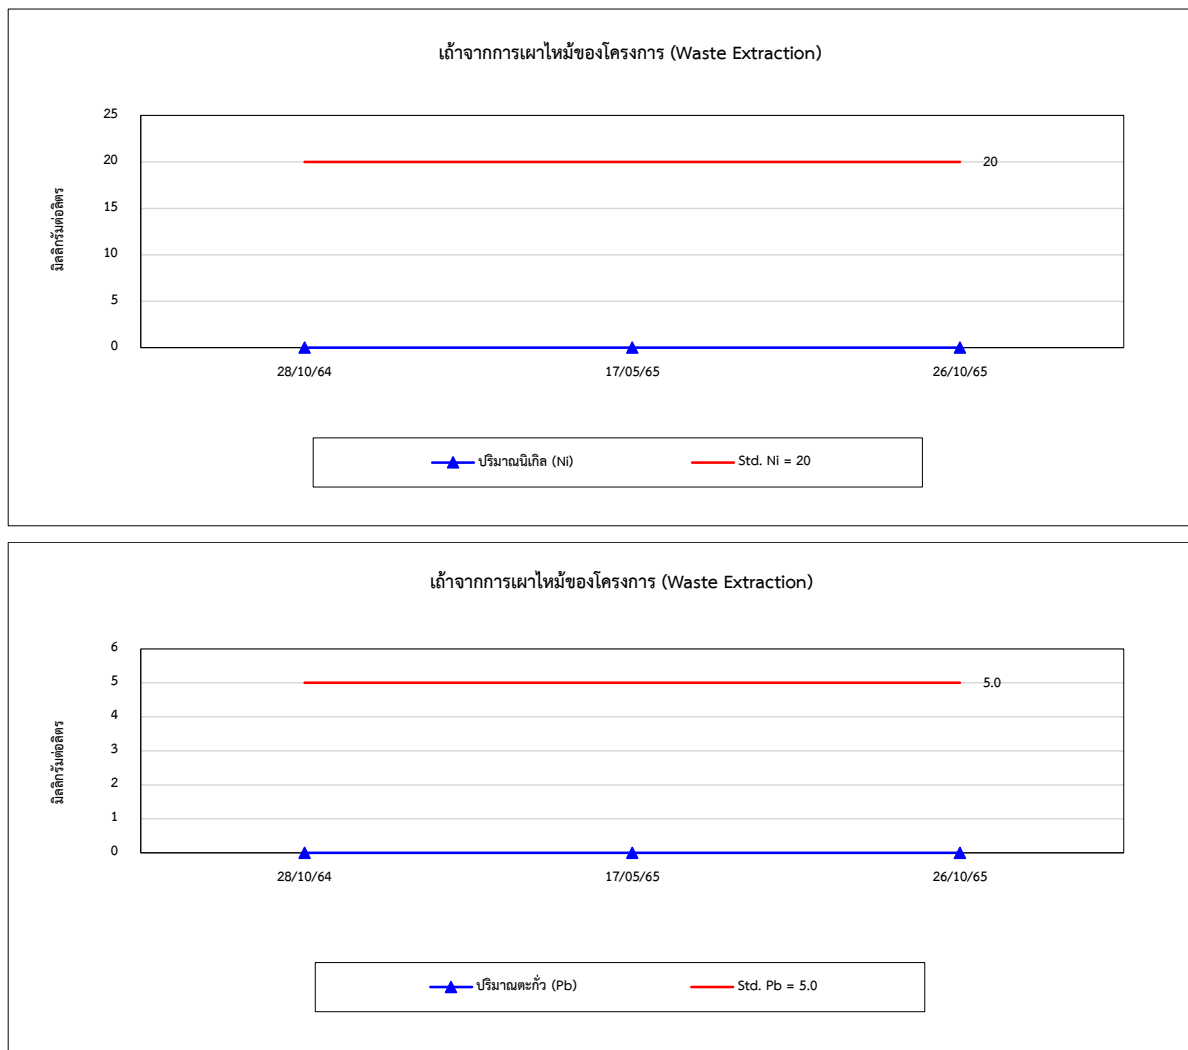 เถ้าจากการเผาไหม้ของโครงการ (Waste Extraction)
25
20
15
10
5
0
มิลลิกรัมต่อลิตร
20
28/10/64 17/05/65 26/10/65
ปริมาณนิเกิล (Ni) Std. Ni = 20
เถ้าจากการเผาไหม้ของโครงการ (Waste Extraction)
6
5
4
3
2
1
0
มิลลิกรัมต่อลิตร
5.0
28/10/64 17/05/65 26/10/65
ปริมาณตะกั่ว (Pb) Std. Pb = 5.0